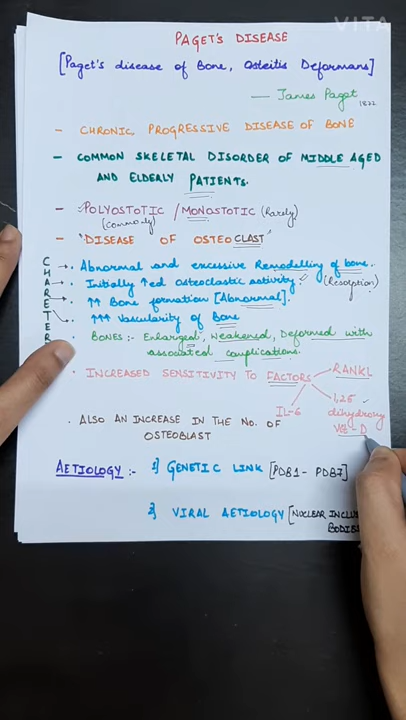 VITA
PAGET'S DISEASE
[Paget's disease of Bone, Osteitis Deformans]
— James Paget 1877
- CHRONIC PROGRESSIVE DISEASE OF BONE
- COMMON SKELETAL DISORDER OF MIDDLE AGED
AND ELDERLY PATIENTS.
- POLYOSTOTIC / MONOSTOTIC (Rarely)
(commonly)
- "DISEASE OF OSTEOCLAST"
CHARETER
Abnormal and excessive Remodelling of bone.
Initially ↑ed osteoclastic activity (Resorption)
↑↑ Bone formation [Abnormal].
↑↑↑ Vascularity of Bone
• BONES:- Enlarged, Weakened, Deformed with
associated complications.
• INCREASED SENSITIVITY TO FACTORS → RANKL
IL-6
1,25
dihydroxy
Vit-D
• ALSO AN INCREASE IN THE NO. OF
OSTEOBLAST
AETIOLOGY :- 1) GENETIC LINK [PDB1 - PDB7]
2) VIRAL AETIOLOGY [NUCLEAR
BODIES